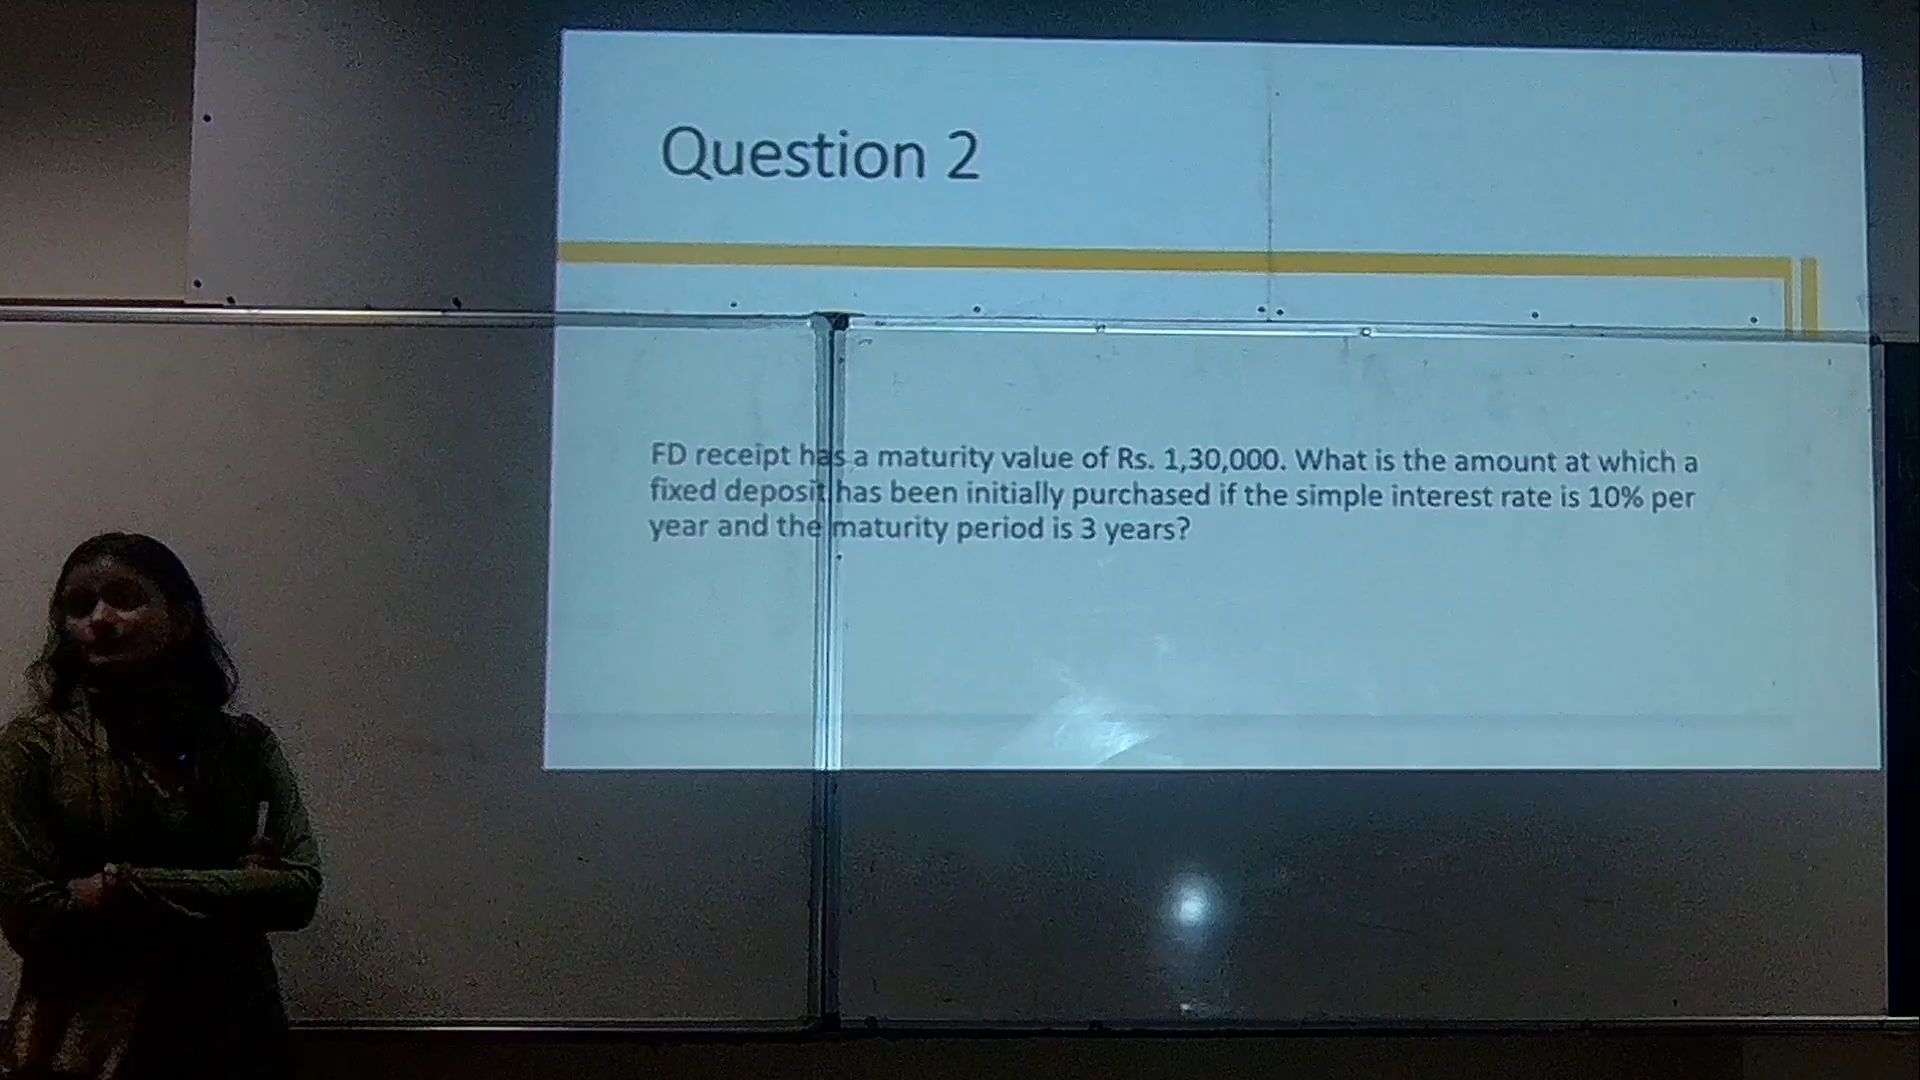 Question 2
FD receipt has a maturity value of Rs. 1,30,000. What is the amount at which a
fixed deposit has been initially purchased if the simple interest rate is 10% per
year and the maturity period is 3 years?